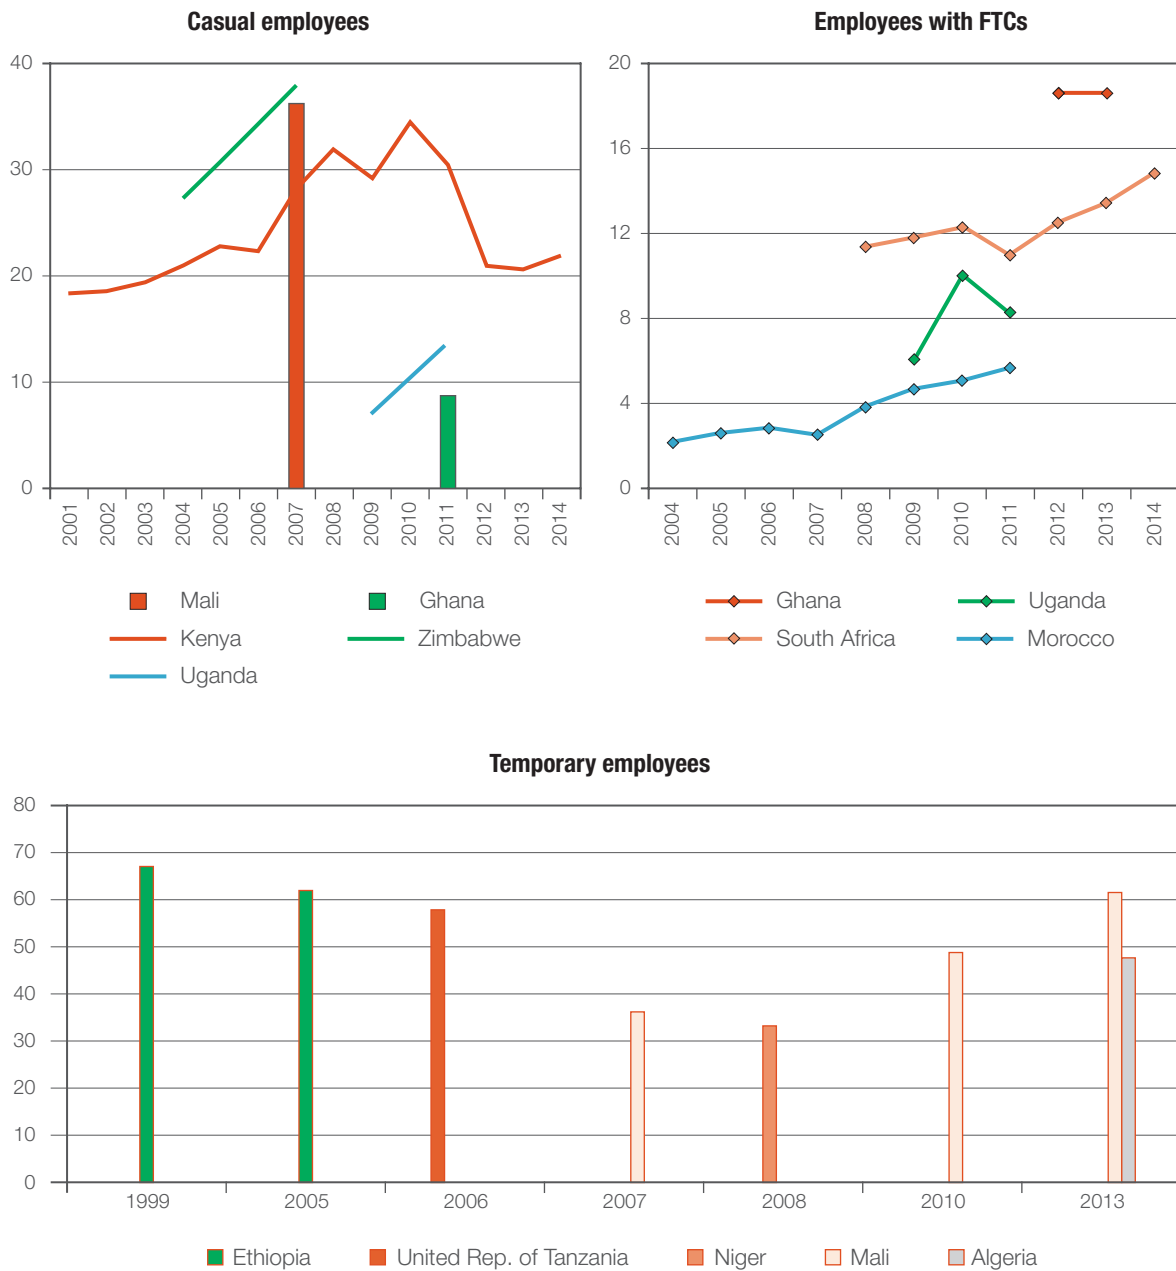 Casual employees
40
30
20
10
0
2001 2002 2003 2004 2005 2006 2007 2008 2009 2010 2011 2012 2013 2014
Mali Ghana
Kenya Zimbabwe
Uganda
Employees with FTCs
20
16
12
8
4
0
2004 2005 2006 2007 2008 2009 2010 2011 2012 2013 2014
Ghana Uganda
South Africa Morocco
Temporary employees
80
70
60
50
40
30
20
10
0
1999 2005 2006 2007 2008 2010 2013
Ethiopia United Rep. of Tanzania Niger Mali Algeria